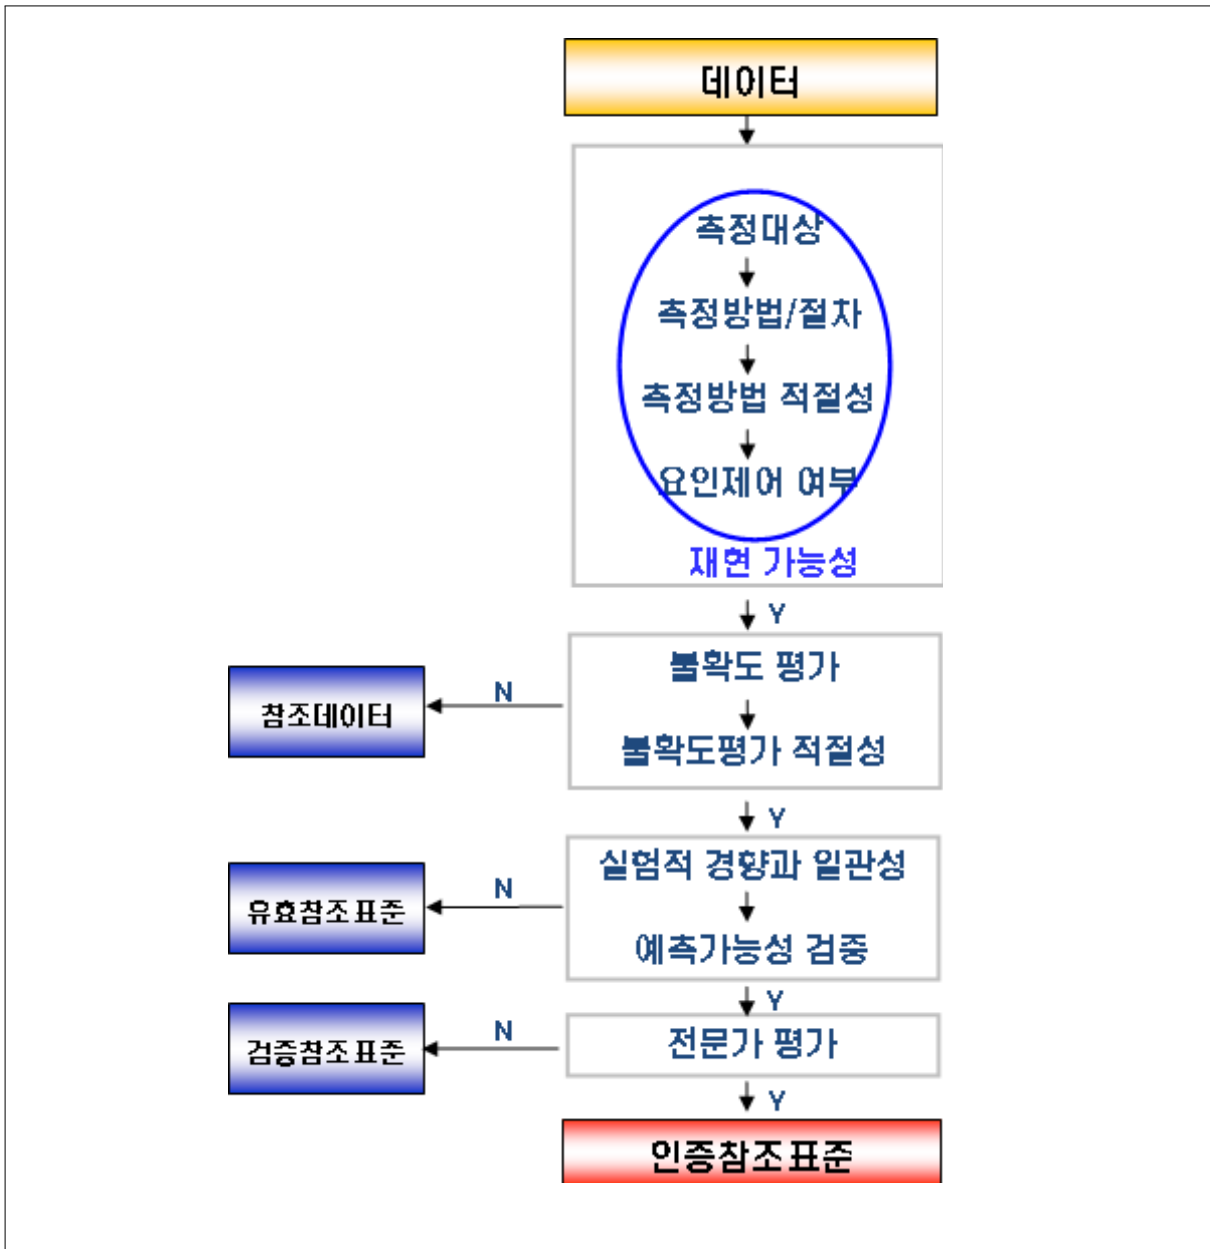 데이터
측정대상
측정방법/절차
측정방법 적절성
요인제어 여부
재현 가능성
Y
불확도 평가
N
참조데이터
불확도평가 적절성
Y
실험적 경향과 일관성
N
유효참조표준
예측가능성 검증
Y
전문가 평가
N
검증참조표준
Y
인증참조표준